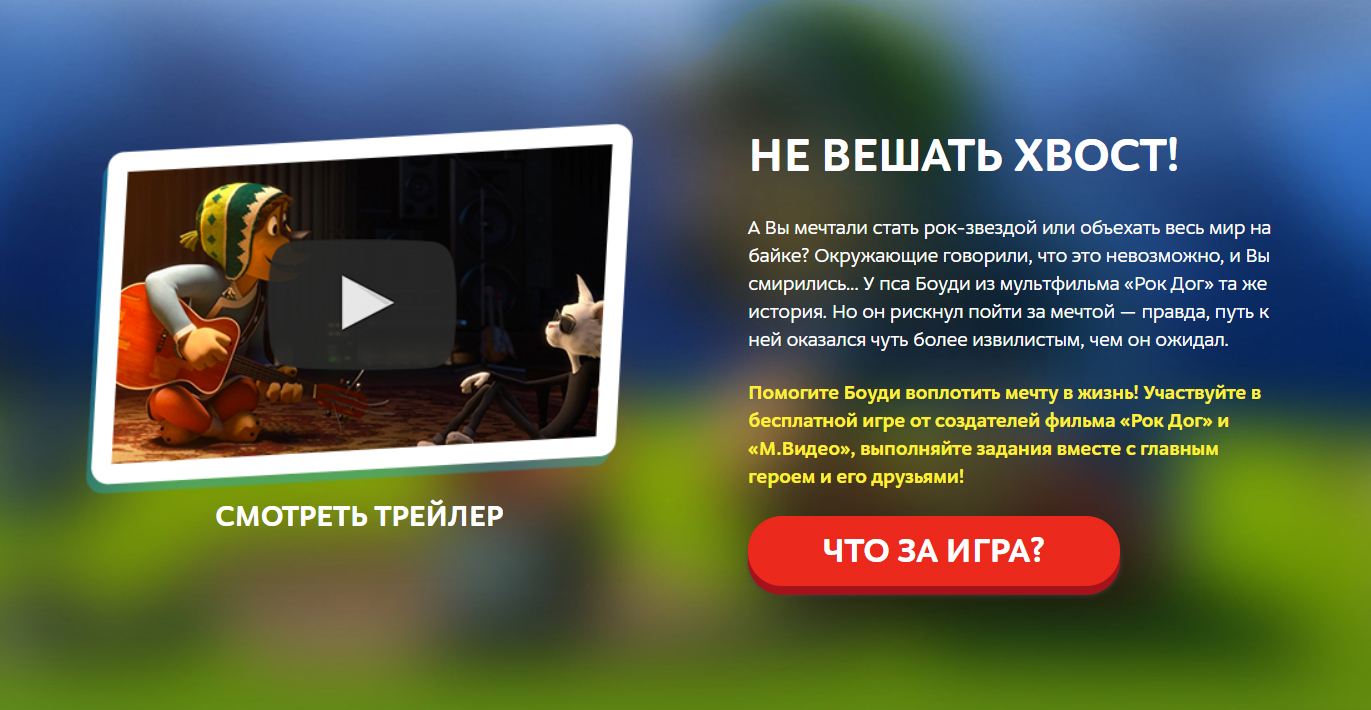 НЕ ВЕШАТЬ ХВОСТ!
А Вы мечтали стать рок-звездой или объехать весь мир на
байке? Окружающие говорили, что это невозможно, и Вы
смирились... У пса Боуди из мультфильма «Рок Дог» та же
история. Но он рискнул пойти за мечтой — правда, путь к
ней оказался чуть более извилистым, чем он ожидал.
Помогите Боуди воплотить мечту в жизнь! Участвуйте в
бесплатной игре от создателей фильма «Рок Дог» и
«М.Видео», выполняйте задания вместе с главным
героем и его друзьями!
СМОТРЕТЬ ТРЕЙЛЕР
ЧТО ЗА ИГРА?